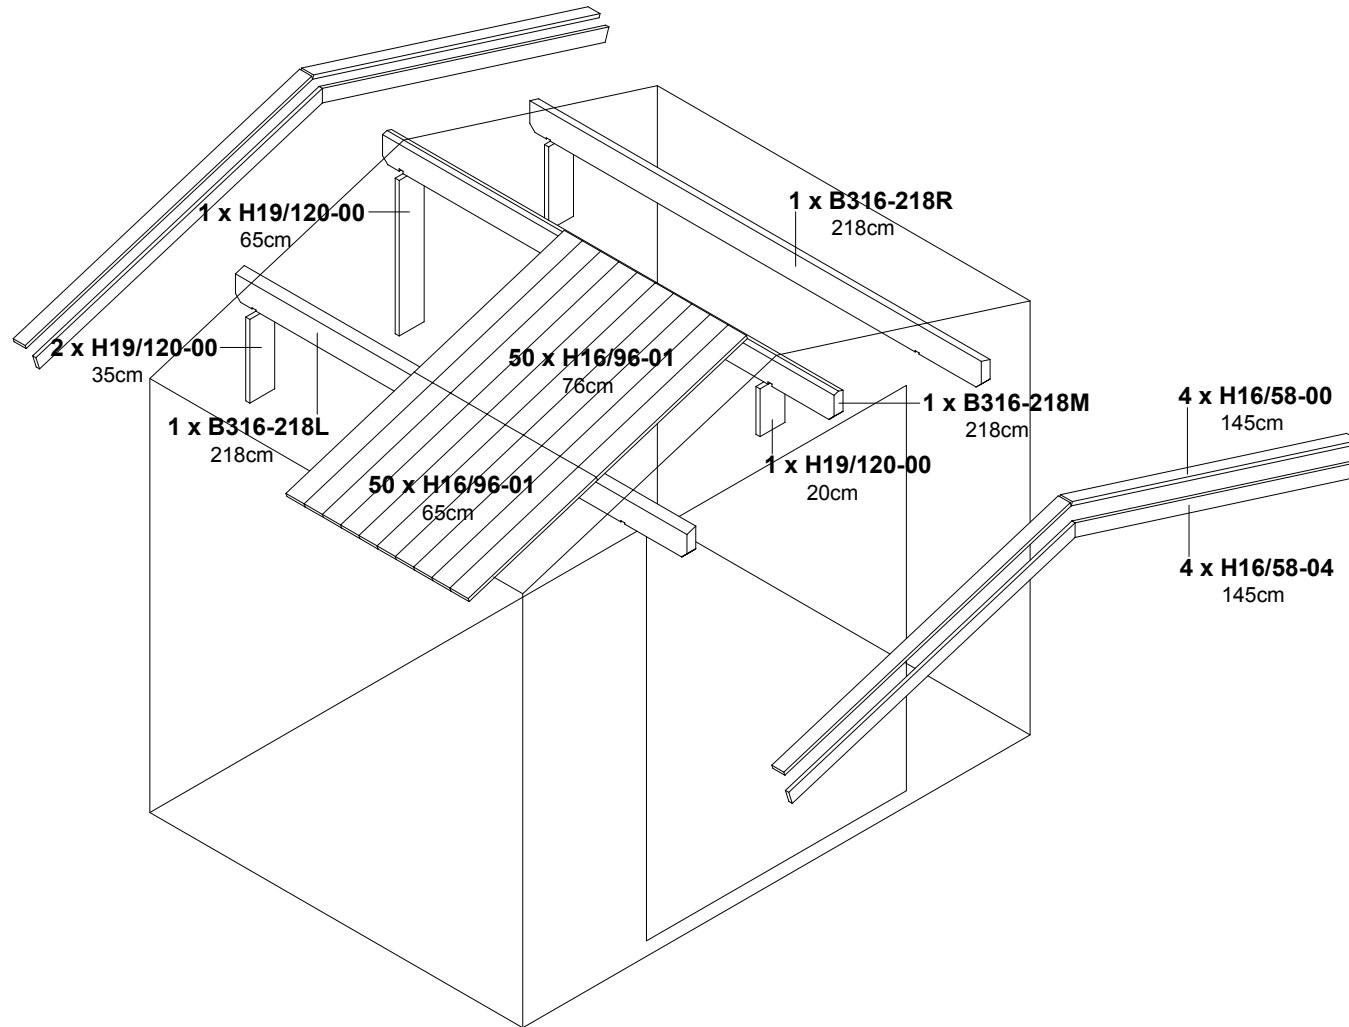 1 x B316-218R
218cm
1 x H19/120-00
65cm
2 x H19/120-00
35cm
50 x H16/96-01
76cm
1 x B316-218M
218cm
4 x H16/58-00
145cm
1 x B316-218L
218cm
1 x H19/120-00
20cm
50 x H16/96-01
65cm
4 x H16/58-04
145cm